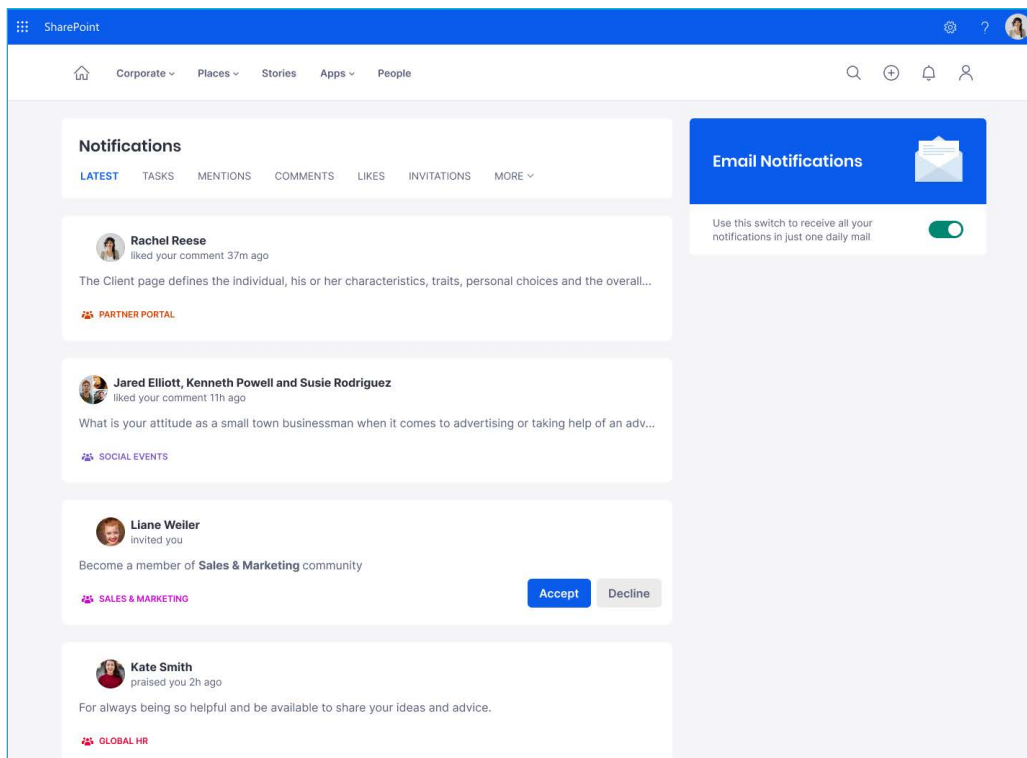 SharePoint
?
Corporate Places Stories Apps People
Notifications
LATEST TASKS MENTIONS COMMENTS LIKES INVITATIONS MORE
Email Notifications
Use this switch to receive all your
notifications in just one daily mail
Rachel Reese
liked your comment 37m ago
The Client page defines the individual, his or her characteristics, traits, personal choices and the overall...
PARTNER PORTAL
Jared Elliott, Kenneth Powell and Susie Rodriguez
liked your comment 11h ago
What is your attitude as a small town businessman when it comes to advertising or taking help of an adv...
SOCIAL EVENTS
Liane Weiler
invited you
Become a member of Sales & Marketing community
SALES & MARKETING
Accept Decline
Kate Smith
praised you 2h ago
For always being so helpful and be available to share your ideas and advice.
GLOBAL HR